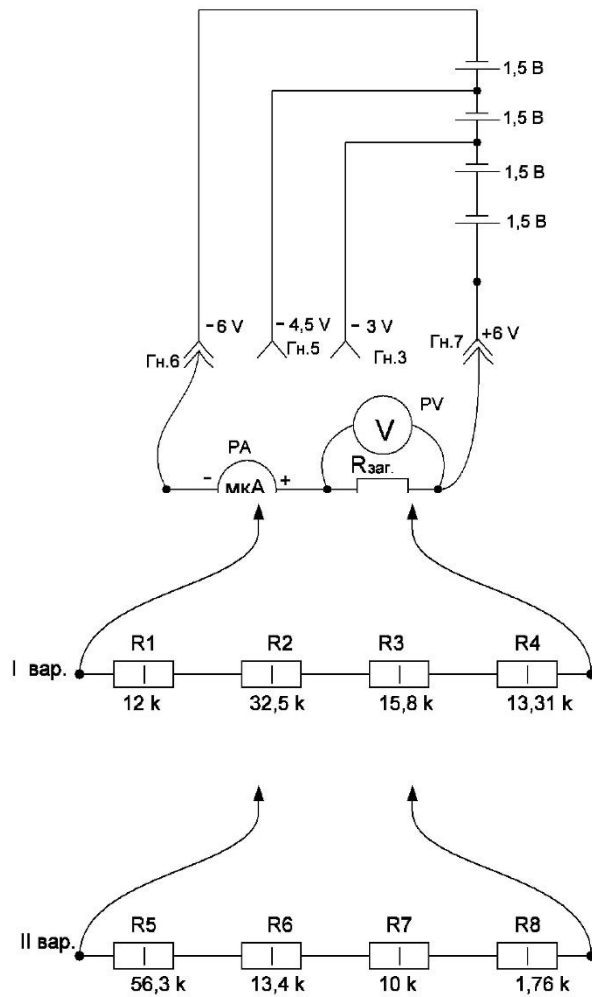 1,5 В
1,5 В
1,5 В
1,5 В
- 6 V
- 4,5 V
- 3 V
+6 V
Гн.6
Гн.5
Гн.3
Гн.7
PV
V
PA
Rзаг.
- мкА +
R1 R2 R3 R4
I вар.
12 k 32,5 k 15,8 k 13,31 k
R5 R6 R7 R8
II вар.
56,3 k 13,4 k 10 k 1,76 k